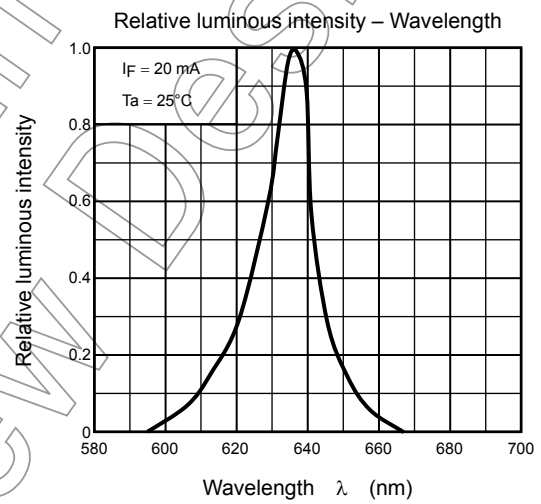 Relative luminous intensity – Wavelength
IF = 20 mA
Ta = 25°C
Relative luminous intensity
1.0
0.8
0.6
0.4
0.2
0
580 600 620 640 660 680 700
Wavelength λ (nm)